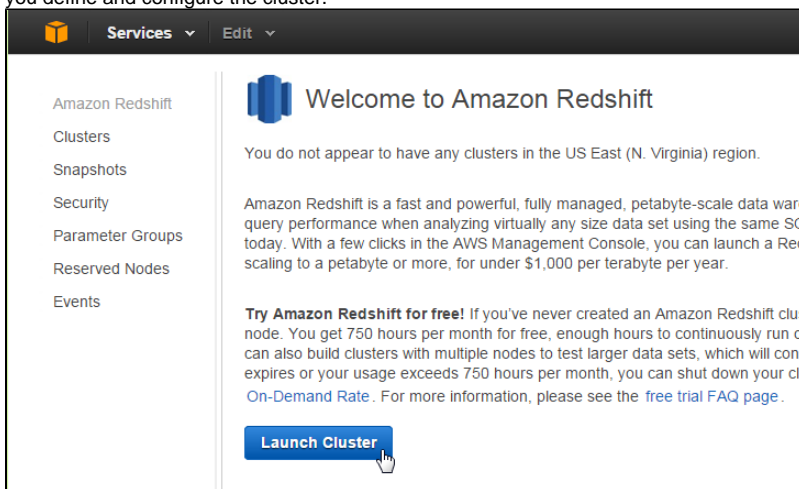 you define and configure the cluster.
Services Edit
Amazon Redshift
Clusters
Snapshots
Security
Parameter Groups
Reserved Nodes
Events
Welcome to Amazon Redshift
You do not appear to have any clusters in the US East (N. Virginia) region.
Amazon Redshift is a fast and powerful, fully managed, petabyte-scale data war
query performance when analyzing virtually any size data set using the same SQ
today. With a few clicks in the AWS Management Console, you can launch a Re
scaling to a petabyte or more, for under $1,000 per terabyte per year.
Try Amazon Redshift for free! If you've never created an Amazon Redshift clu
node. You get 750 hours per month for free, enough hours to continuously run
can also build clusters with multiple nodes to test larger data sets, which will con
expires or your usage exceeds 750 hours per month, you can shut down your cl
On-Demand Rate. For more information, please see the free trial FAQ page.
Launch Cluster